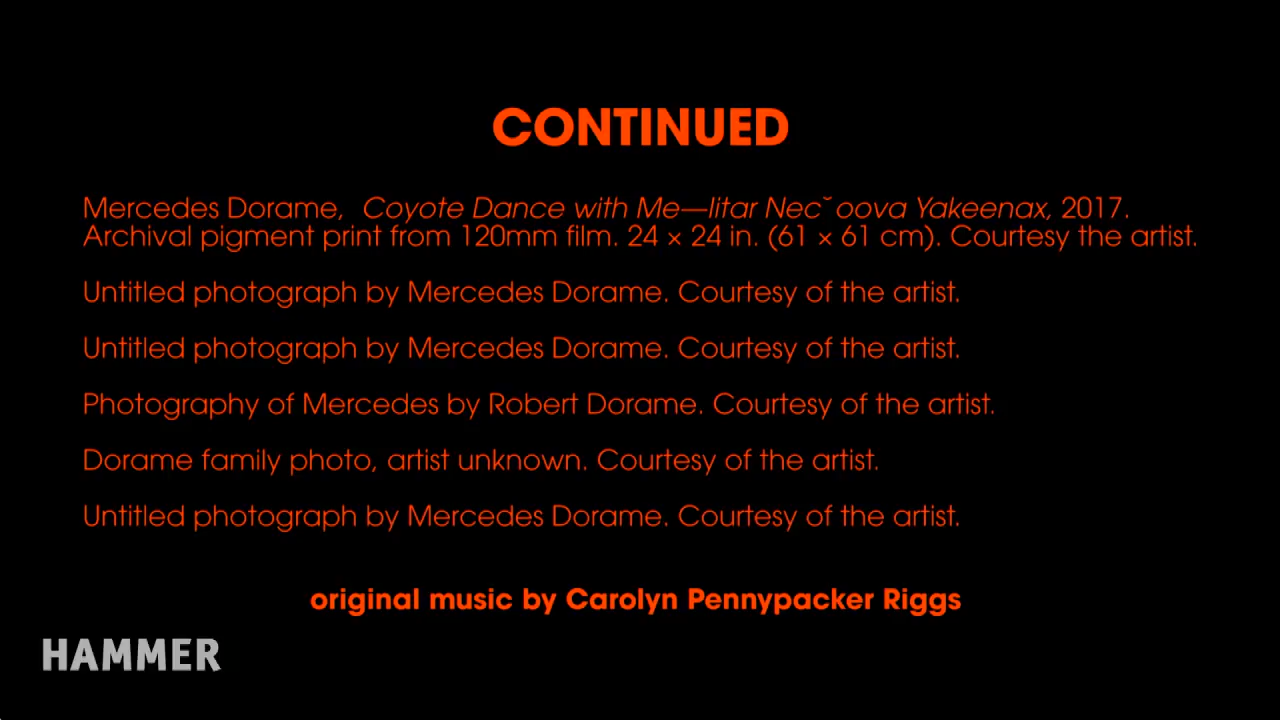 CONTINUED
Mercedes Dorame, Coyote Dance with Me—litar Nec˘oova Yakeenax, 2017.
Archival pigment print from 120mm film. 24 × 24 in. (61 × 61 cm). Courtesy the artist.
Untitled photograph by Mercedes Dorame. Courtesy of the artist.
Untitled photograph by Mercedes Dorame. Courtesy of the artist.
Photography of Mercedes by Robert Dorame. Courtesy of the artist.
Dorame family photo, artist unknown. Courtesy of the artist.
Untitled photograph by Mercedes Dorame. Courtesy of the artist.
original music by Carolyn Pennypacker Riggs
HAMMER